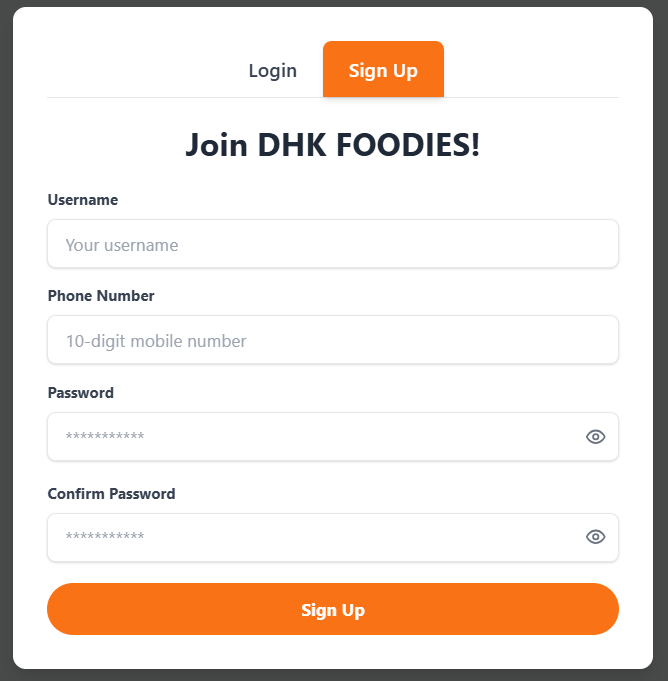 Login Sign Up
Join DHK FOODIES!
Username
Your username
Phone Number
10-digit mobile number
Password
***********
Confirm Password
***********
Sign Up